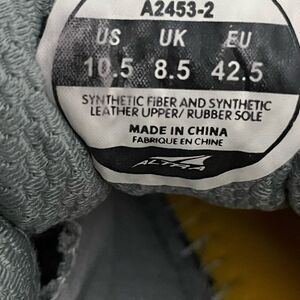 A2453-2
US UK EU
10.5 8.5 42.5
SYNTHETIC FIBER AND SYNTHETIC
LEATHER UPPER/ RUBBER SOLE
MADE IN CHINA
FABRIQUE EN CHINE
ALTRA